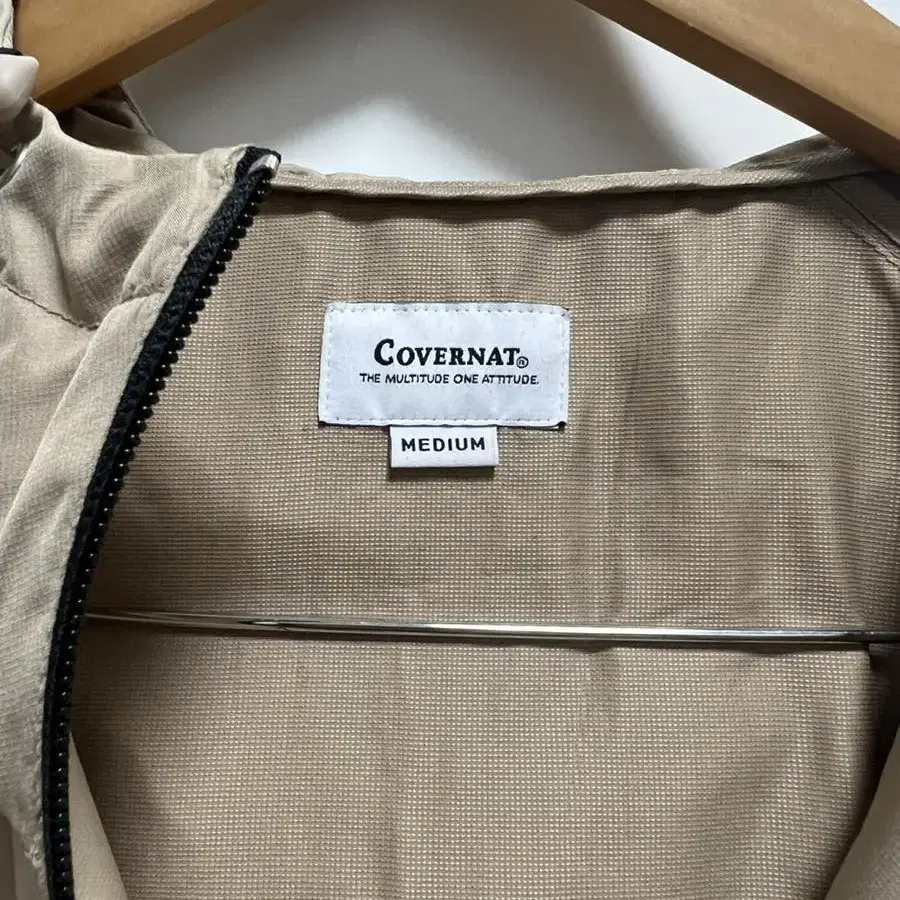 COVERNAT®
THE MULTITUDE ONE ATTITUDE.
MEDIUM